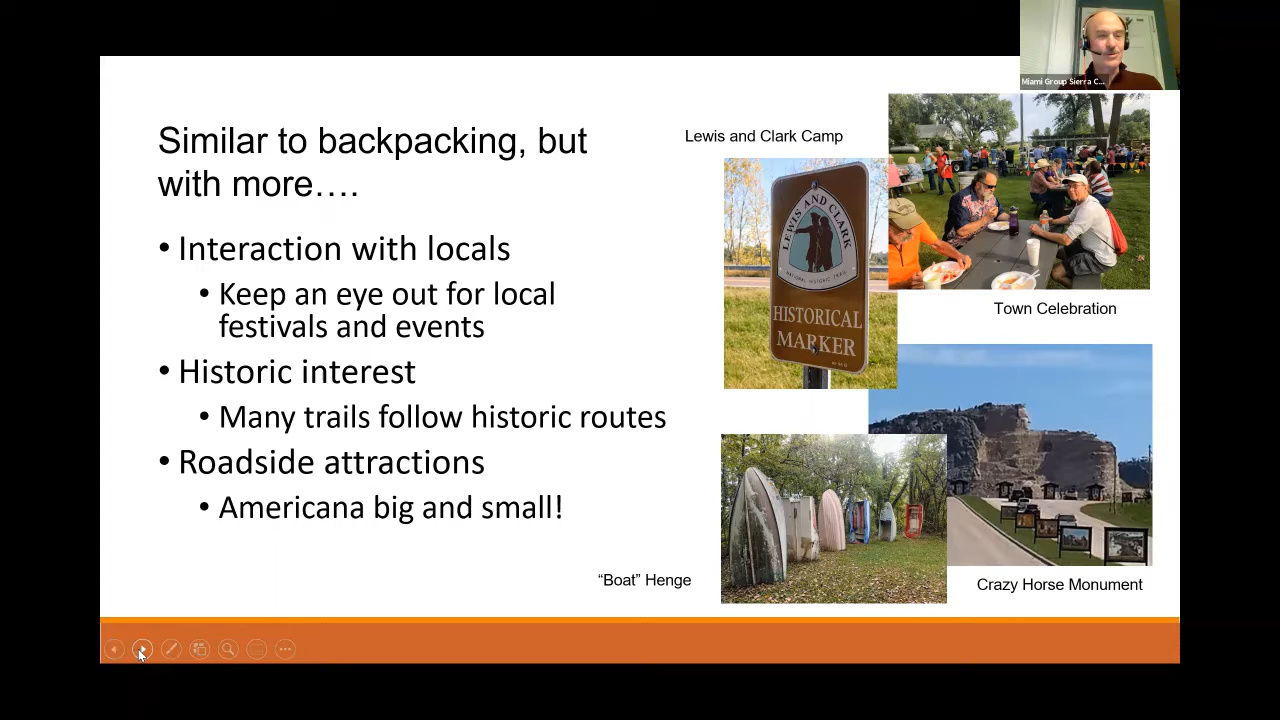 Miami Group Sierra C...
Similar to backpacking, but
with more….
• Interaction with locals
• Keep an eye out for local
festivals and events
• Historic interest
• Many trails follow historic routes
• Roadside attractions
• Americana big and small!
Lewis and Clark Camp
LEWIS AND CLARK
NATIONAL HISTORIC TRAIL
HISTORICAL
MARKER
Town Celebration
“Boat” Henge
Crazy Horse Monument